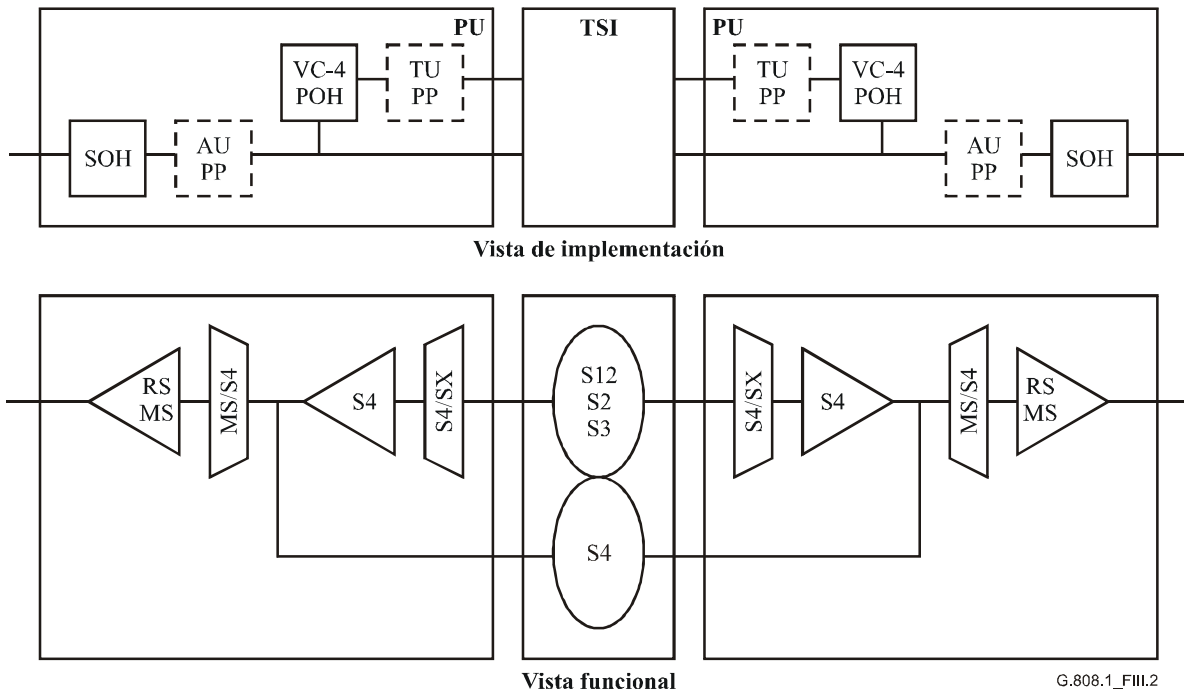 PU
TSI
PU
VC-4
POH
TU
PP
TU
PP
VC-4
POH
SOH
AU
PP
AU
PP
SOH
Vista de implementación
RS
MS
MS/S4
S4
S4/SX
S12
S2
S3
S4/SX
S4
MS/S4
RS
MS
S4
Vista funcional
G.808.1_FIII.2